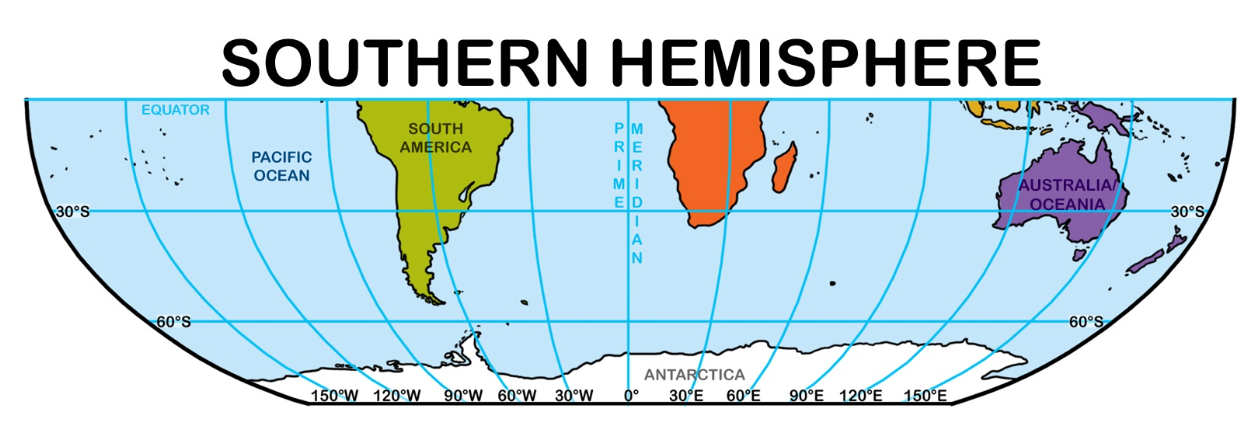 SOUTHERN HEMISPHERE
EQUATOR
SOUTH
AMERICA
PACIFIC
OCEAN
PRIME
MERIDIAN
AUSTRALIA/
OCEANIA
30°S
30°S
60°S
60°S
ANTARCTICA
150°W 120°W 90°W 60°W 30°W 0° 30°E 60°E 90°E 120°E 150°E